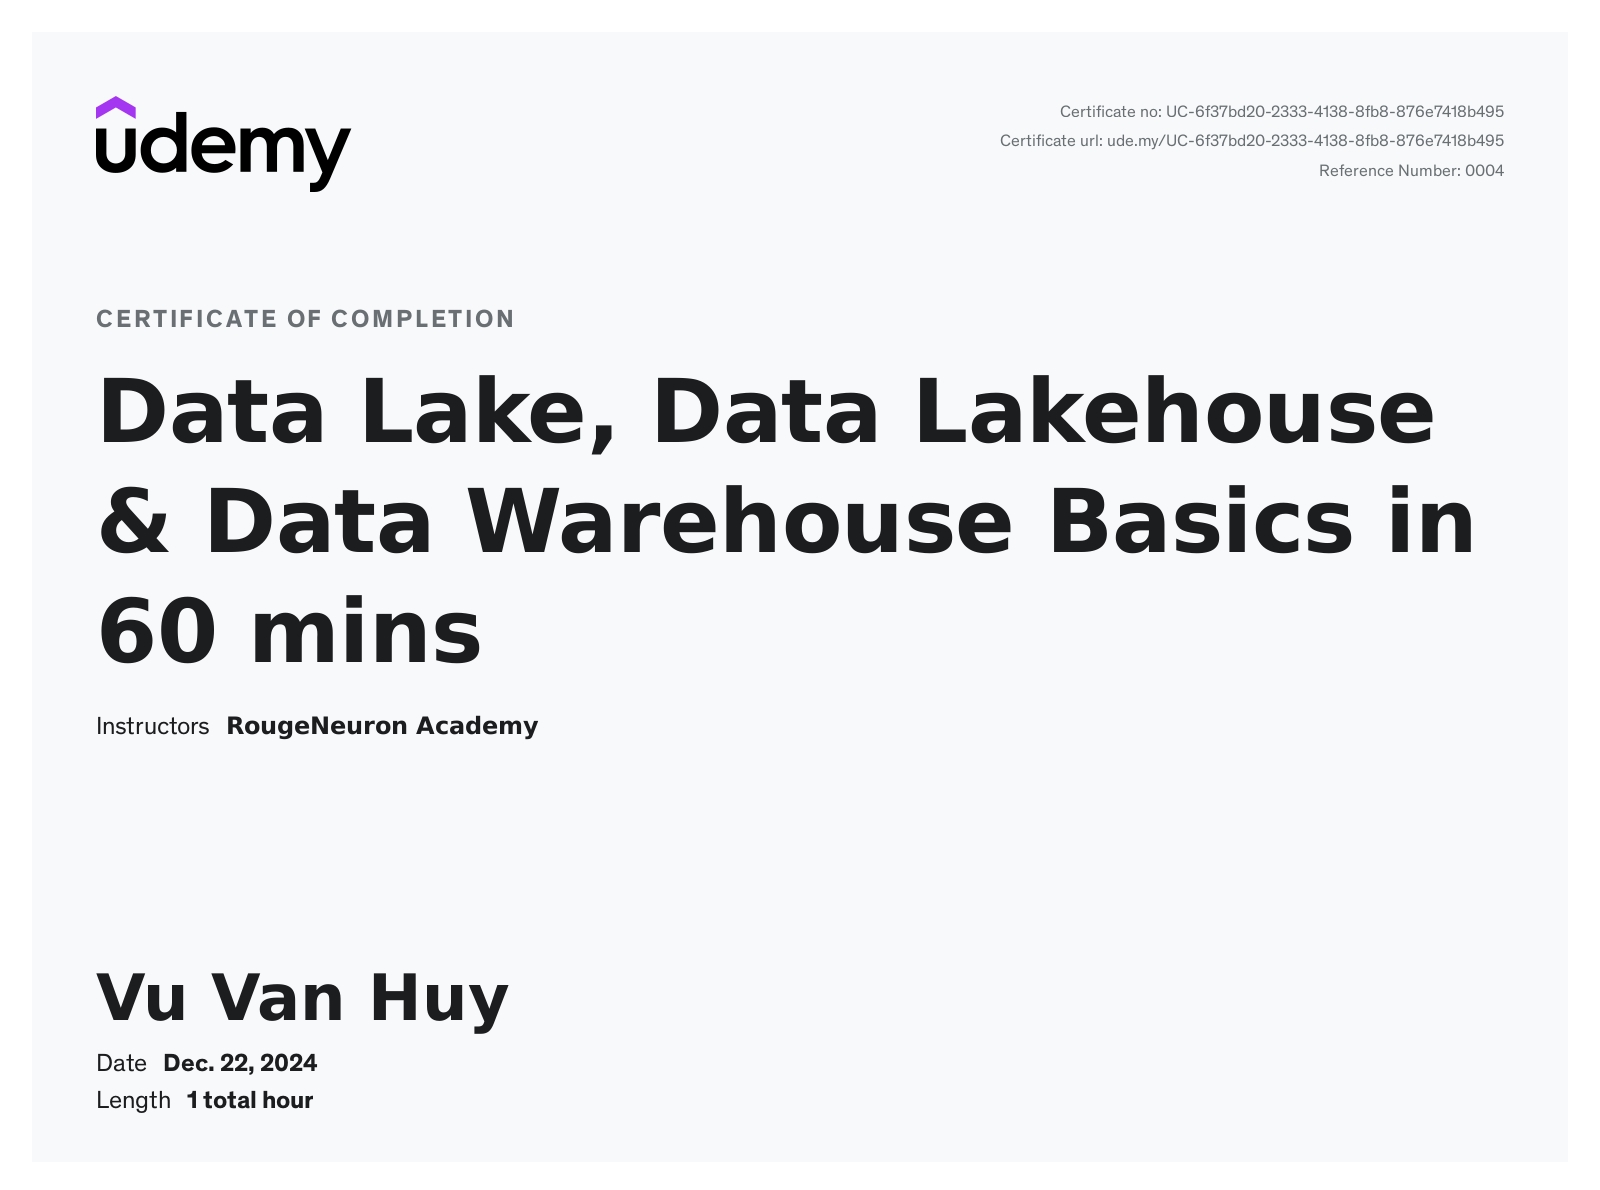 udemy
Certificate no: UC-6f37bd20-2333-4138-8fb8-876e7418b495
Certificate url: ude.my/UC-6f37bd20-2333-4138-8fb8-876e7418b495
Reference Number: 0004
CERTIFICATE OF COMPLETION
Data Lake, Data Lakehouse
& Data Warehouse Basics in
60 mins
Instructors RougeNeuron Academy
Vu Van Huy
Date Dec. 22, 2024
Length 1 total hour